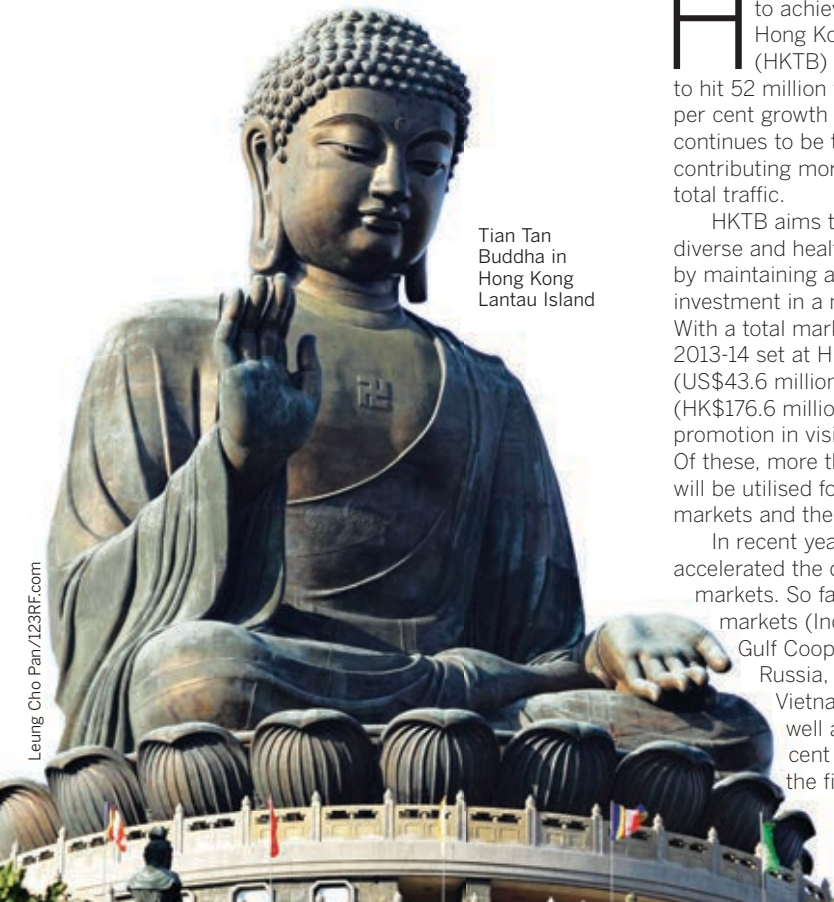 H
to achiev
Hong Ko
(HKTB)
to hit 52 million
per cent growth
continues to be t
contributing mor
total traffic.
HKTB aims t
diverse and healt
by maintaining a
investment in a r
With a total mark
2013-14 set at H
(US$43.6 million
(HK$176.6 millio
promotion in visi
Of these, more th
will be utilised fo
markets and the
In recent yea
accelerated the c
markets. So fa
markets (Inc
Gulf Coop
Russia,
Vietna
well a
cent
the fi
Tian Tan
Buddha in
Hong Kong
Lantau Island
Leung Cho Pan/123RF.com